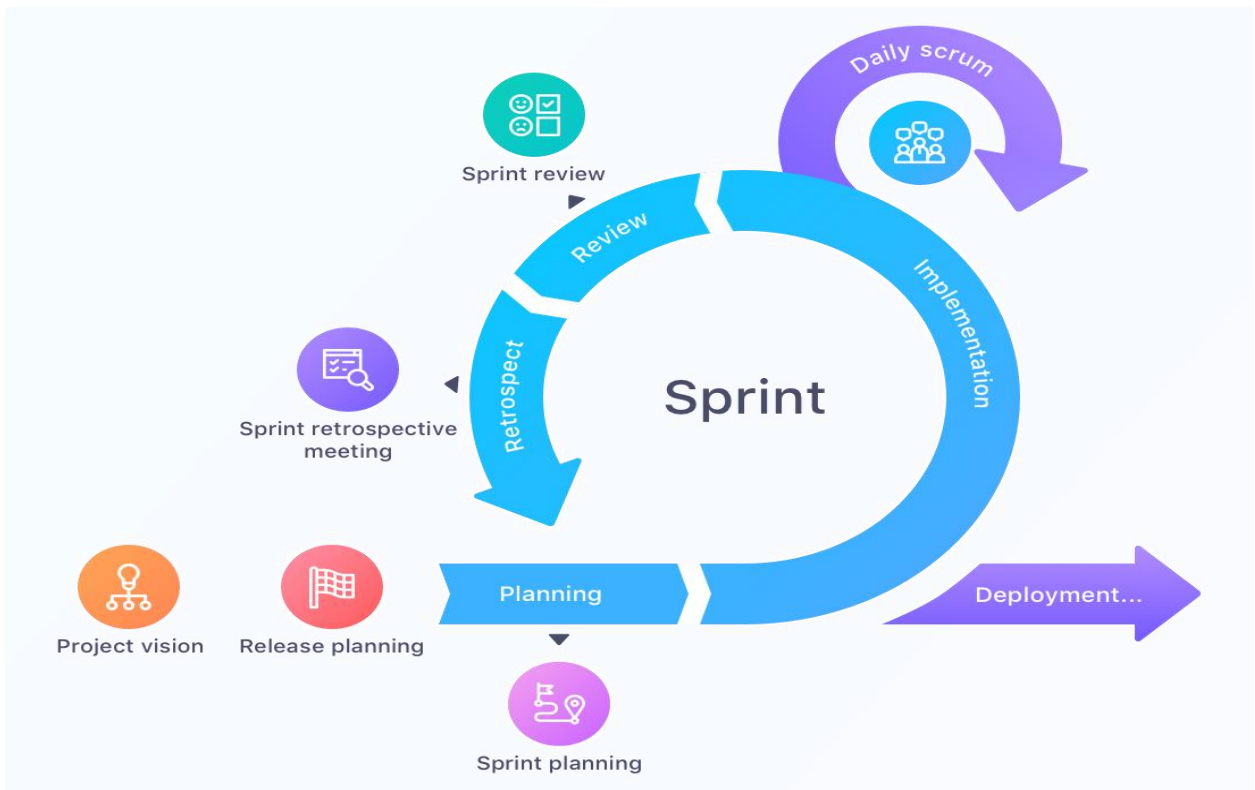 Daily scrum
Sprint review
Review
Implementation
Retrospect
Sprint
Sprint retrospective
meeting
Planning
Deployment...
Project vision
Release planning
Sprint planning